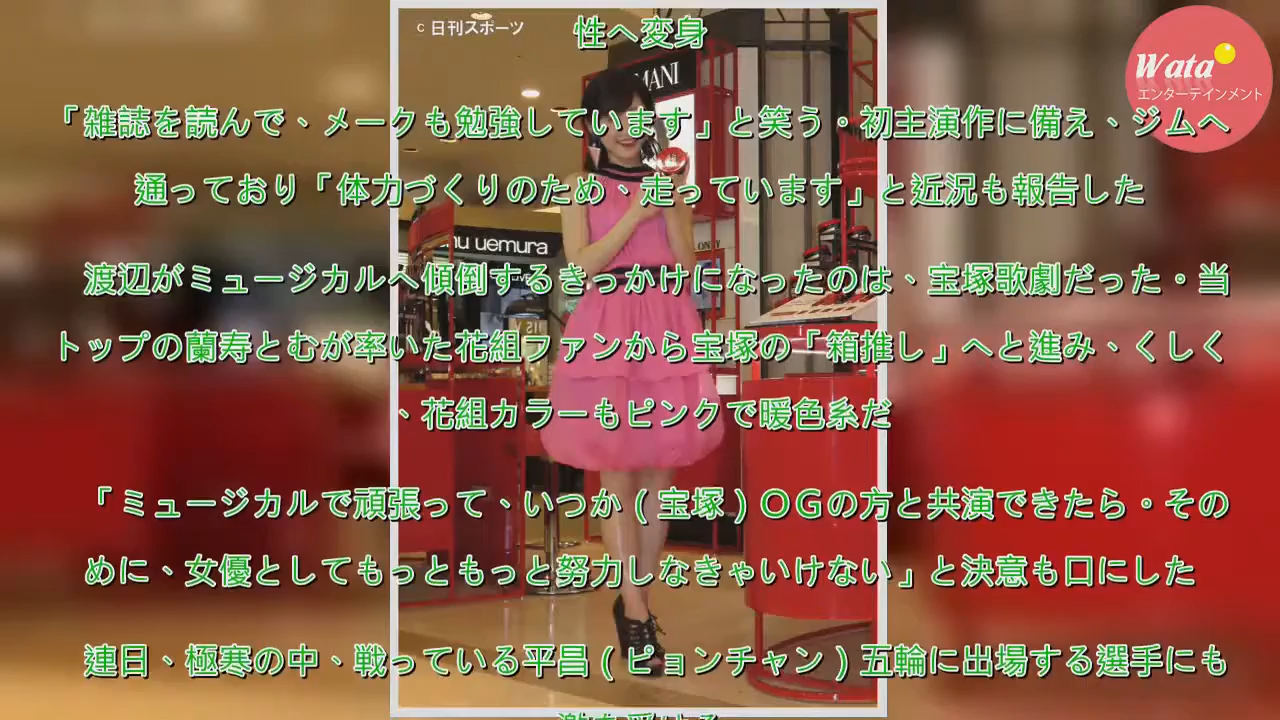 c 日刊スポーツ
性へ変身
Wata
エンターテインメント
MANI
「雑誌を読んで、メークも勉強しています」と笑う・初主演作に備え、ジムへ
通っており「体力づくりのため、走っています」と近況も報告した
nu uemura
渡辺がミュージカルへ傾倒するきっかけになったのは、宝塚歌劇だった・当
トップの蘭寿とむが率いた花組ファンから宝塚の「箱推し」へと進み、くしく
、花組カラーもピンクで暖色系だ
「ミュージカルで頑張って、いつか(宝塚)OGの方と共演できたら・その
めに、女優としてもっともっと努力しなきゃいけない」と決意も口にした
連日、極寒の中、戦っている平昌(ピョンチャン)五輪に出場する選手にも